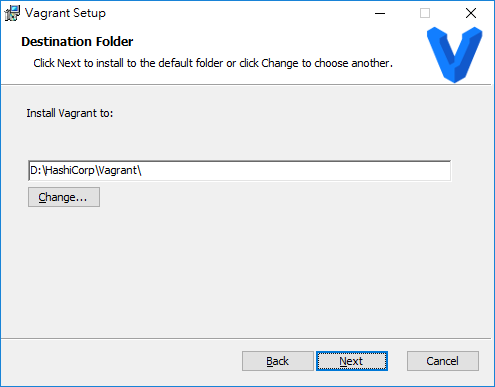 Vagrant Setup
Destination Folder
Click Next to install to the default folder or click Change to choose another.
Install Vagrant to:
D:\HashiCorp\Vagrant\
Change...
Back
Next
Cancel